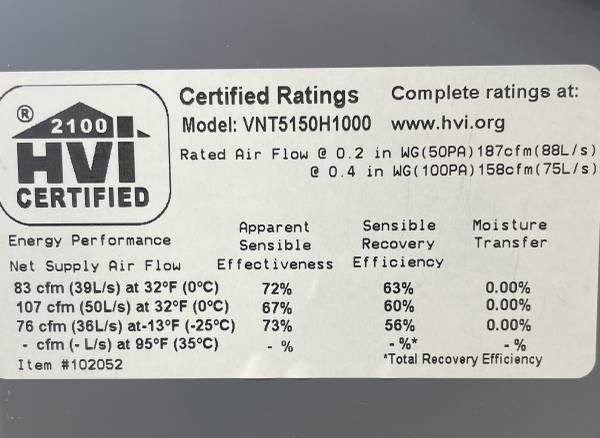 ® 2100
HVI
CERTIFIED
Certified Ratings Complete ratings at:
Model: VNT5150H1000 www.hvi.org
Rated Air Flow @ 0.2 in WG(50PA)187cfm(88L/s)
@ 0.4 in WG(100PA)158cfm(75L/s)
Apparent Sensible Moisture
Energy Performance Sensible Recovery Transfer
Net Supply Air Flow Effectiveness Efficiency
83 cfm (39L/s) at 32°F (0°C) 72% 63% 0.00%
107 cfm (50L/s) at 32°F (0°C) 67% 60% 0.00%
76 cfm (36L/s) at-13°F (-25°C) 73% 56% 0.00%
- cfm (- L/s) at 95°F (35°C) - % - %* - %
Item #102052 *Total Recovery Efficiency